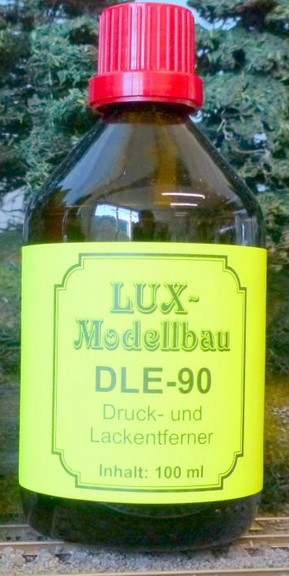 LUX-
Modellbau
DLE-90
Druck- und
Lackentferner
Inhalt: 100 ml